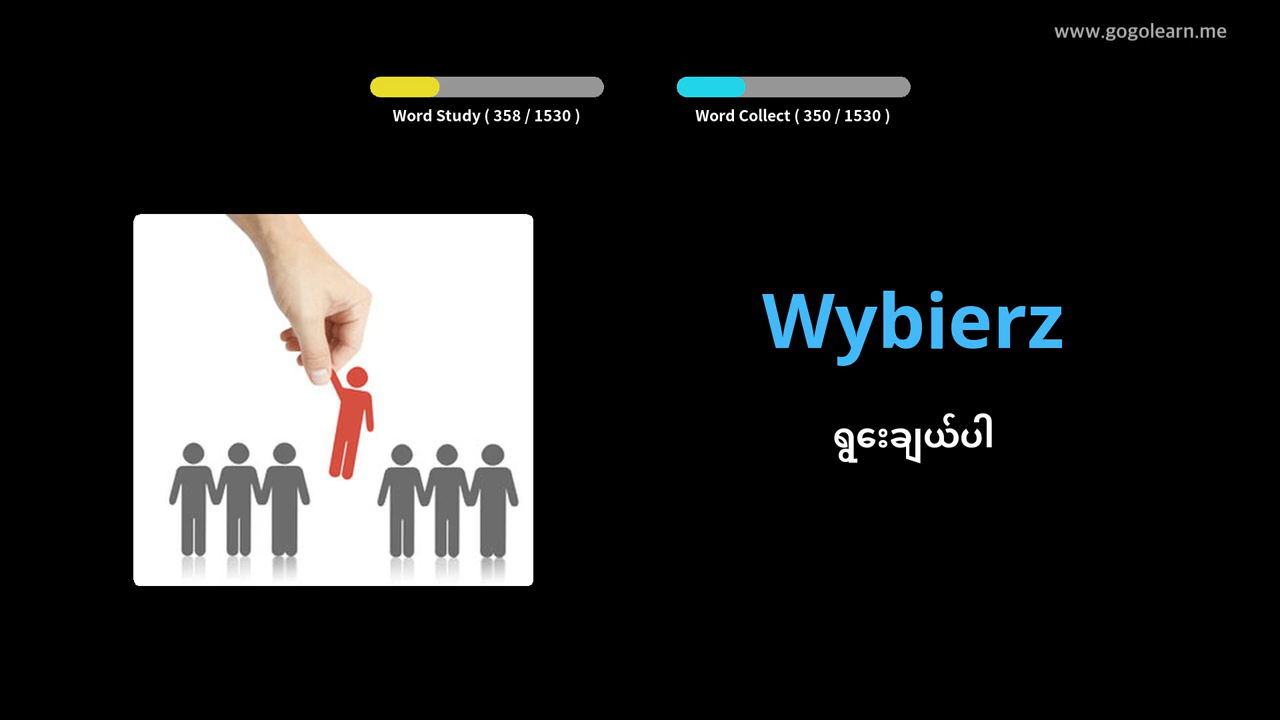 www.gogolearn.me
Word Study ( 358 / 1530 )
Word Collect ( 350 / 1530 )
Wybierz
ရွေးချယ်ပါ